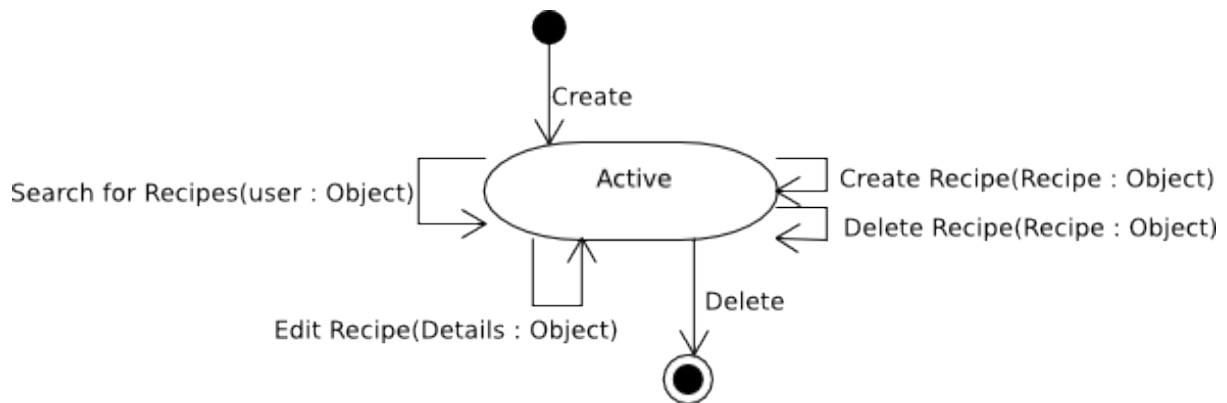 Create
Active
Search for Recipes(user : Object)
Create Recipe(Recipe : Object)
Delete Recipe(Recipe : Object)
Delete
Edit Recipe(Details : Object)